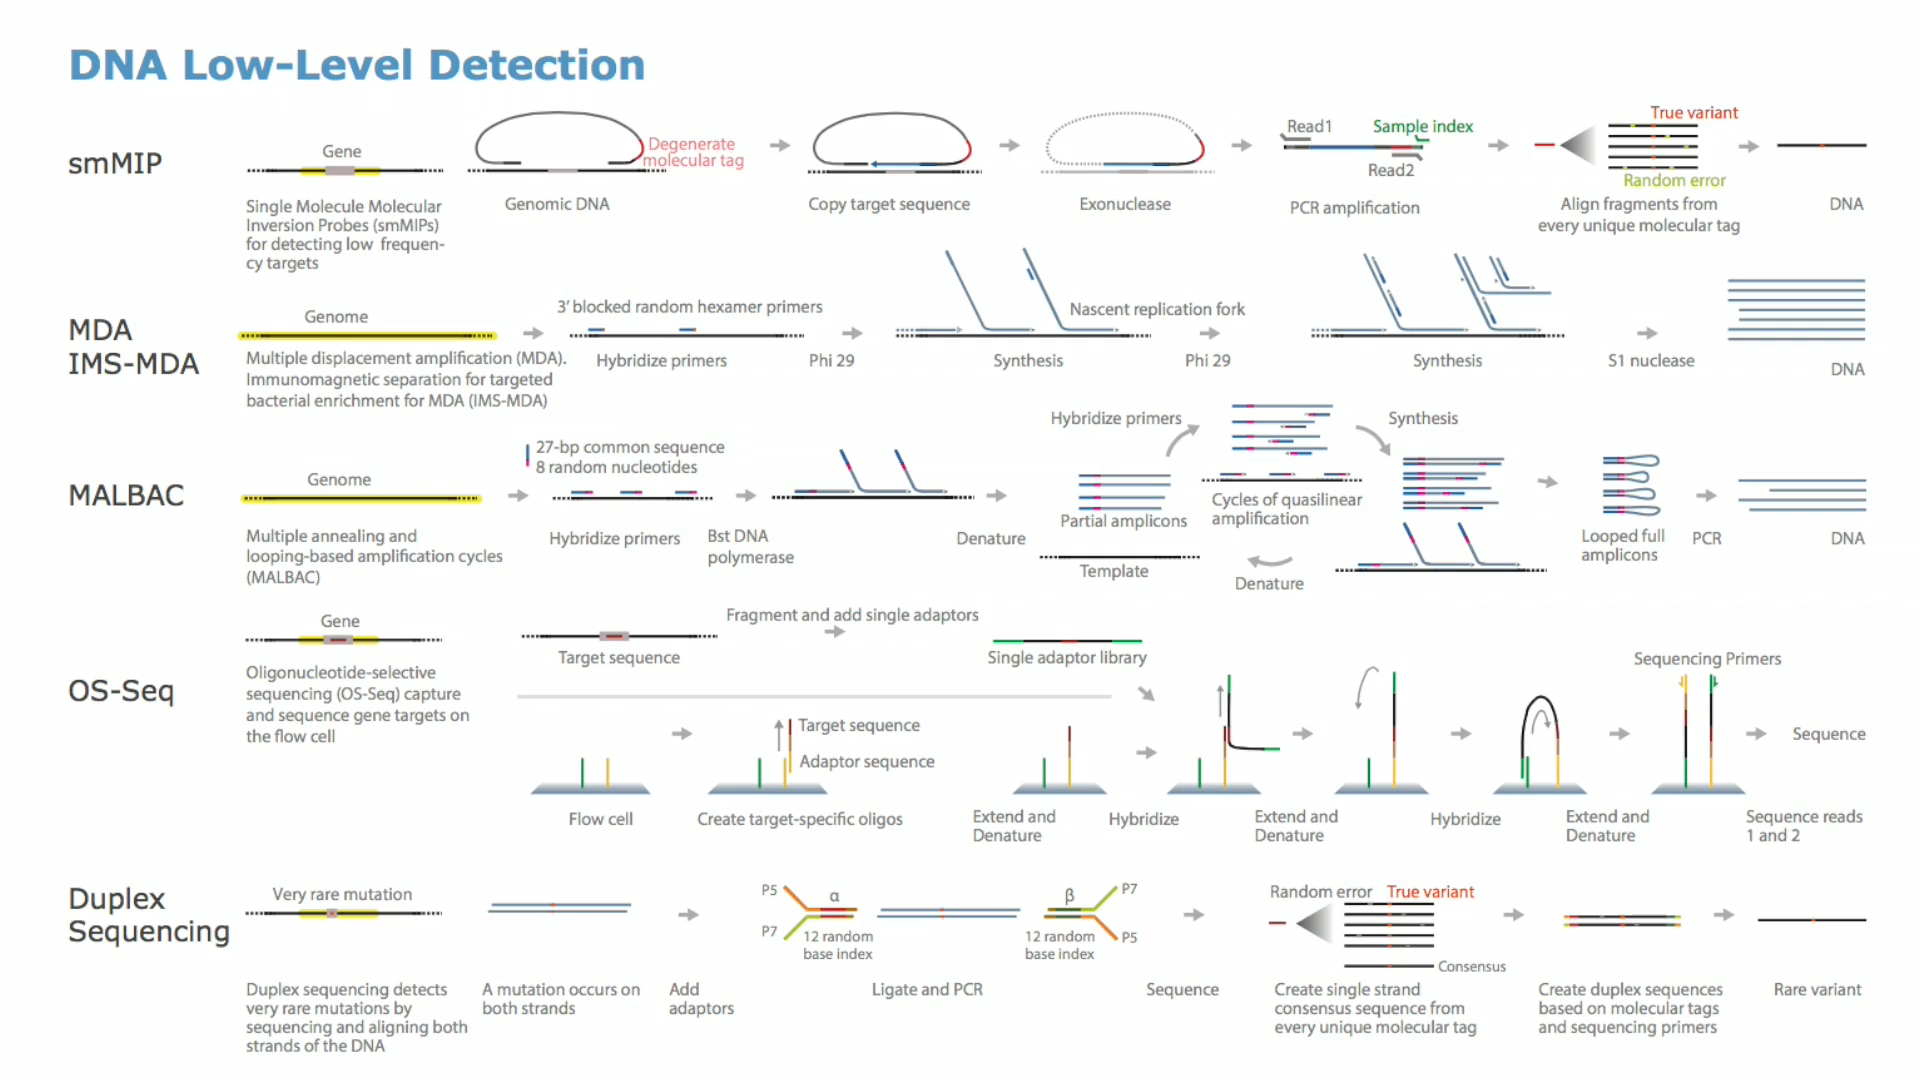 DNA Low-Level Detection
smMIP
Gene
Single Molecule Molecular
Inversion Probes (smMIPs)
for detecting low frequen-
cy targets
Degenerate
molecular tag
Genomic DNA
Copy target sequence
Exonuclease
Read1
Sample index
Read2
PCR amplification
True variant
Random error
Align fragments from
every unique molecular tag
DNA
MDA
IMS-MDA
Genome
Multiple displacement amplification (MDA).
Immunomagnetic separation for targeted
bacterial enrichment for MDA (IMS-MDA)
3’ blocked random hexamer primers
Hybridize primers
Phi 29
Synthesis
Nascent replication fork
Phi 29
Synthesis
S1 nuclease
DNA
MALBAC
Genome
Multiple annealing and
looping-based amplification cycles
(MALBAC)
27-bp common sequence
8 random nucleotides
Hybridize primers
Bst DNA
polymerase
Denature
Partial amplicons
Template
Hybridize primers
Cycles of quasilinear
amplification
Denature
Synthesis
Looped full
amplicons
PCR
DNA
OS-Seq
Gene
Oligonucleotide-selective
sequencing (OS-Seq) capture
and sequence gene targets on
the flow cell
Target sequence
Fragment and add single adaptors
Single adaptor library
Flow cell
Target sequence
Adaptor sequence
Create target-specific oligos
Extend and
Denature
Hybridize
Extend and
Denature
Hybridize
Extend and
Denature
Sequencing Primers
Sequence
Sequence reads
1 and 2
Duplex
Sequencing
Very rare mutation
Duplex sequencing detects
very rare mutations by
sequencing and aligning both
strands of the DNA
A mutation occurs on
both strands
Add
adaptors
P5
α
P7
12 random
base index
β
P7
12 random
base index
P5
Ligate and PCR
Sequence
Random error
True variant
Consensus
Create single strand
consensus sequence from
every unique molecular tag
Create duplex sequences
based on molecular tags
and sequencing primers
Rare variant